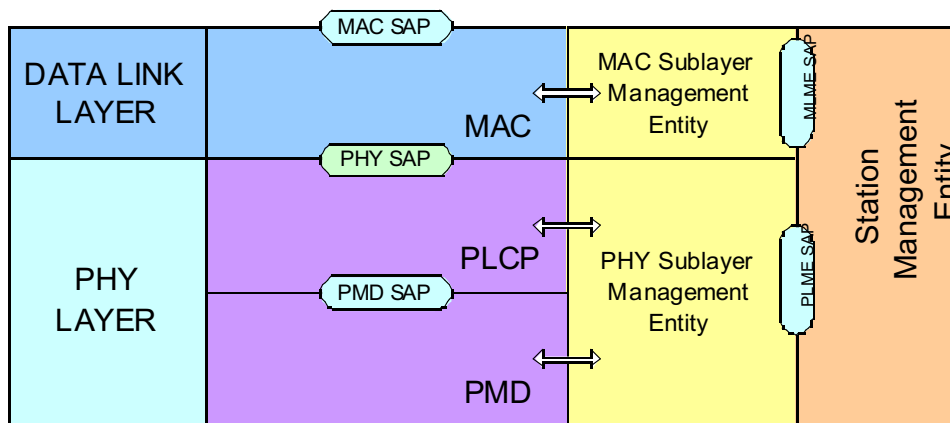 MAC SAP
DATA LINK
LAYER
MAC
MAC Sublayer
Management
Entity
MLME SAP
PHY SAP
PHY
LAYER
PLCP
PMD SAP
PMD
PHY Sublayer
Management
Entity
PLME SAP
Station
Management
Entity